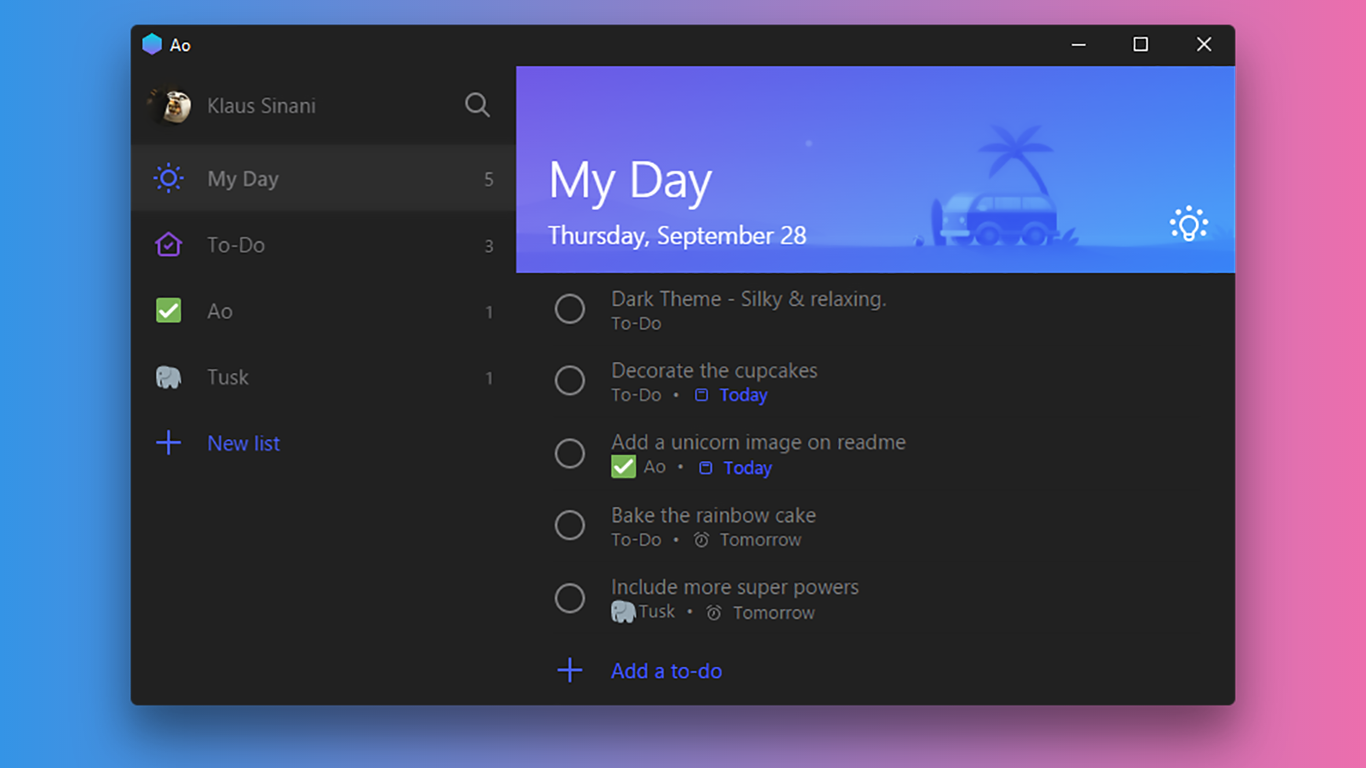 Ao
Klaus Sinani
My Day 5
To-Do 3
Ao 1
Tusk 1
New list
My Day
Thursday, September 28
Dark Theme - Silky & relaxing.
To-Do
Decorate the cupcakes
To-Do • Today
Add a unicorn image on readme
✅ Ao • Today
Bake the rainbow cake
To-Do • Tomorrow
Include more super powers
🐘Tusk • Tomorrow
Add a to-do